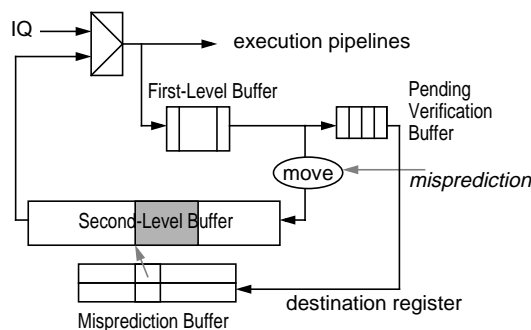 IQ
execution pipelines
First-Level Buffer
Pending
Verification
Buffer
move
misprediction
Second-Level Buffer
destination register
Misprediction Buffer